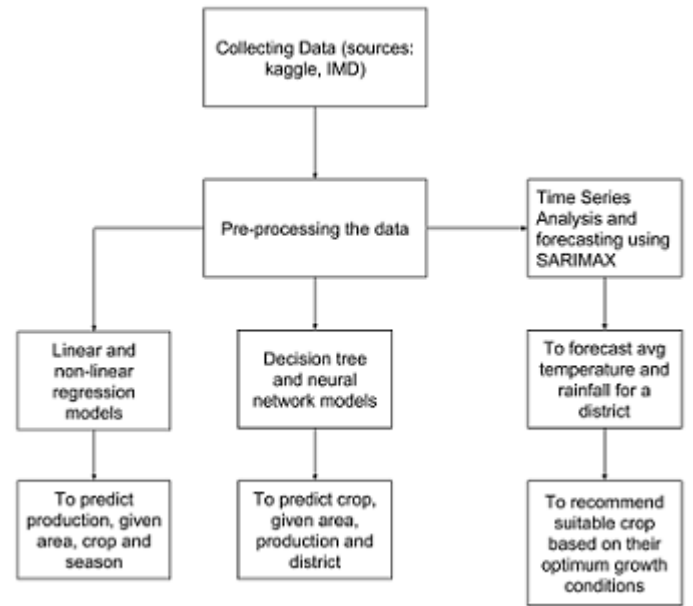 Collecting Data (sources:
kaggle, IMD)
Pre-processing the data
Time Series
Analysis and
forecasting using
SARIMAX
Linear and
non-linear
regression
models
Decision tree
and neural
network models
To forecast avg
temperature and
rainfall for a
district
To predict
production, given
area, crop and
season
To predict crop,
given area,
production and
district
To recommend
suitable crop
based on their
optimum growth
conditions